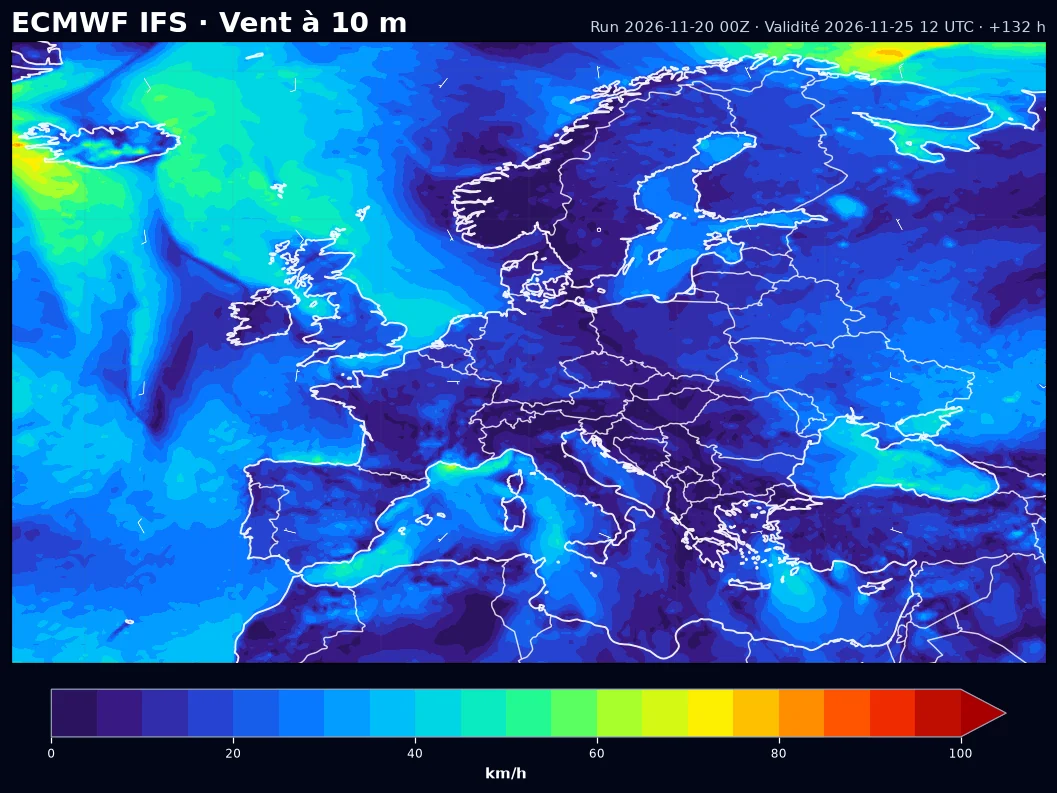 ECMWF IFS · Vent à 10 m
Run 2026-11-20 00Z · Validité 2026-11-25 12 UTC · +132 h
0 20 40 60 80 100
km/h